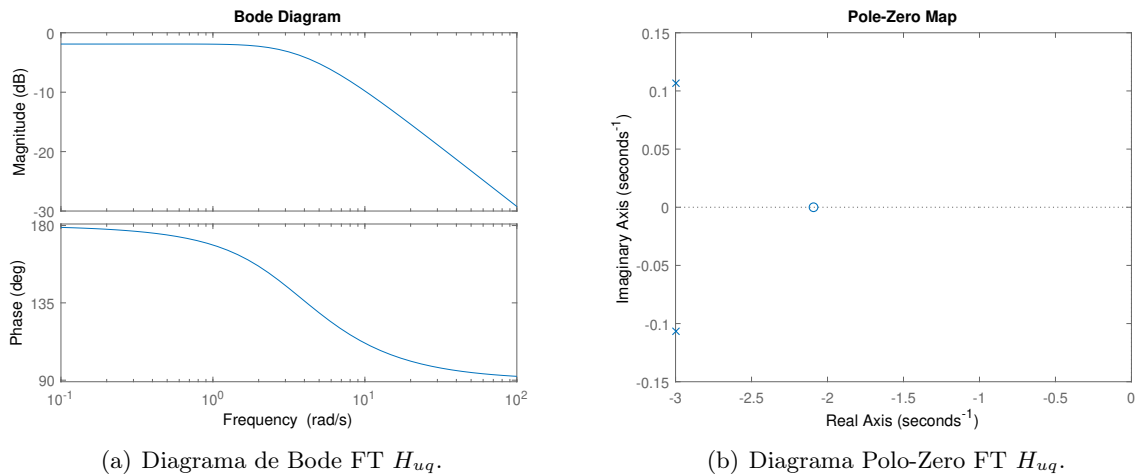 Bode Diagram
Magnitude (dB)
0
-10
-20
-30
Phase (deg)
180
135
90
10^-1
10^0
10^1
10^2
Frequency (rad/s)
(a) Diagrama de Bode FT H_uq.
Pole-Zero Map
Imaginary Axis (seconds^-1)
0.15
0.1
0.05
0
-0.05
-0.1
-0.15
-3
-2.5
-2
-1.5
-1
-0.5
0
Real Axis (seconds^-1)
(b) Diagrama Polo-Zero FT H_uq.